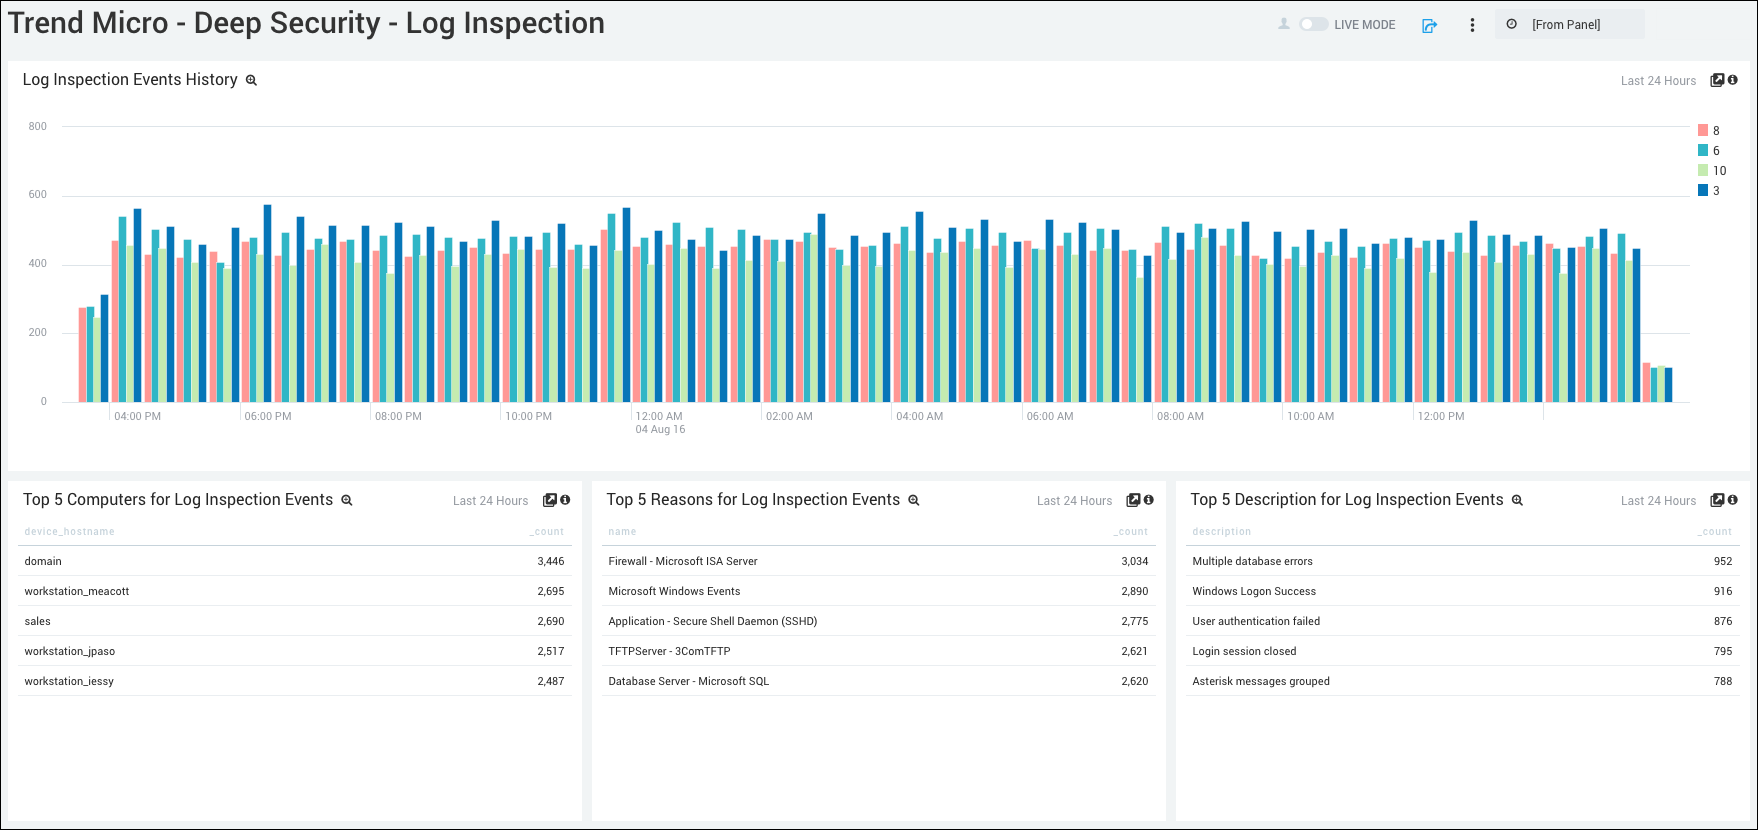 Trend Micro - Deep Security - Log Inspection
LIVE MODE
[From Panel]
Log Inspection Events History
Last 24 Hours
800
600
400
200
0
8
6
10
3
04:00 PM 06:00 PM 08:00 PM 10:00 PM 12:00 AM 02:00 AM 04:00 AM 06:00 AM 08:00 AM 10:00 AM 12:00 PM
04 Aug 16
Top 5 Computers for Log Inspection Events
Last 24 Hours
device_hostname _count
domain 3,446
workstation_meacott 2,695
sales 2,690
workstation_jpaso 2,517
workstation_iessy 2,487
Top 5 Reasons for Log Inspection Events
Last 24 Hours
name _count
Firewall - Microsoft ISA Server 3,034
Microsoft Windows Events 2,890
Application - Secure Shell Daemon (SSHD) 2,775
TFTPServer - 3ComTFTP 2,621
Database Server - Microsoft SQL 2,620
Top 5 Description for Log Inspection Events
Last 24 Hours
description _count
Multiple database errors 952
Windows Logon Success 916
User authentication failed 876
Login session closed 795
Asterisk messages grouped 788